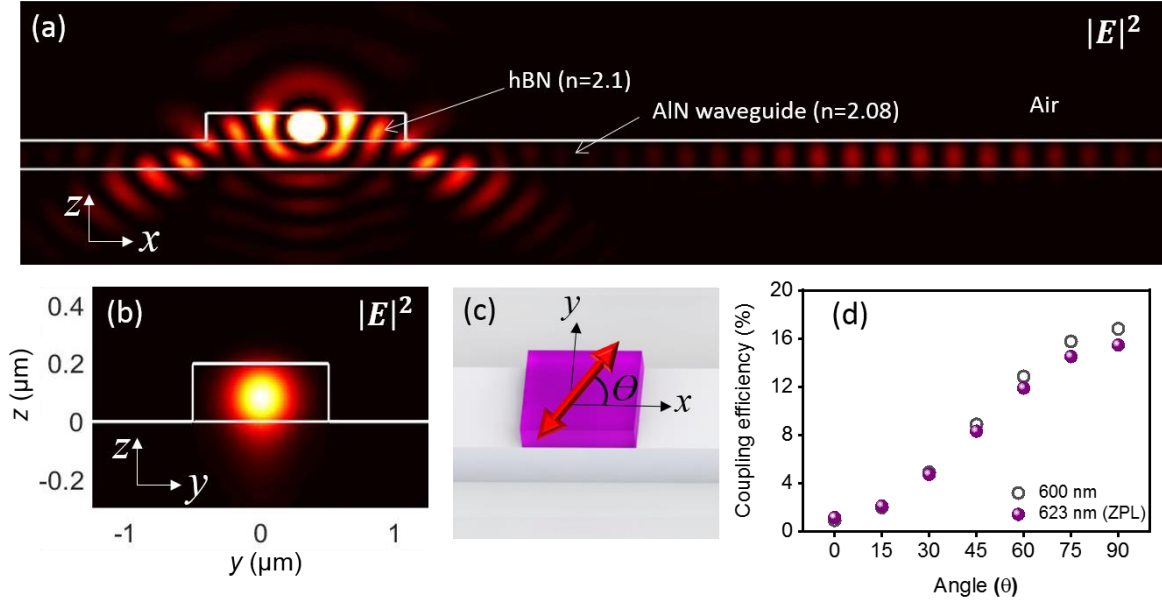 (a)
|E|²
hBN (n=2.1)
AlN waveguide (n=2.08)
Air
z
x
(b)
|E|²
0.4
0.2
0
-0.2
z (μm)
z
y
-1
0
1
y (μm)
(c)
y
θ
x
(d)
Coupling efficiency (%)
20
16
12
8
4
0
600 nm
623 nm (ZPL)
0 15 30 45 60 75 90
Angle (θ)